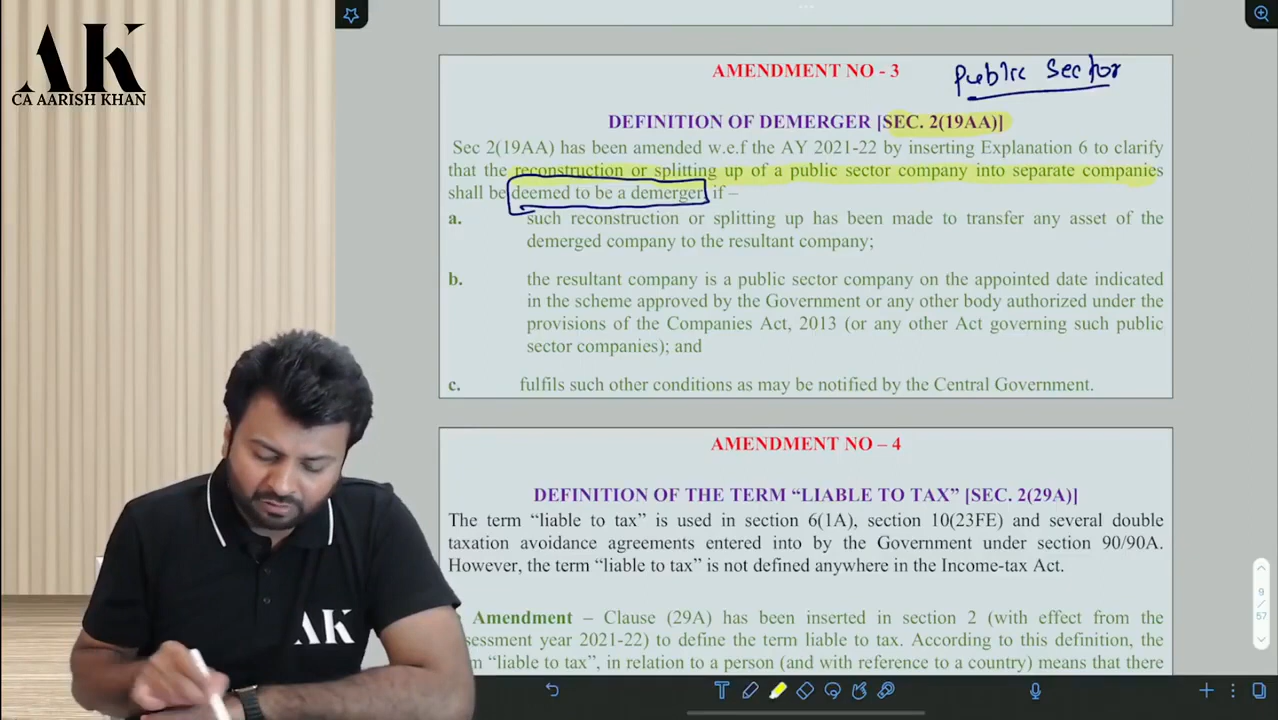 AK
CA AARISH KHAN
AMENDMENT NO - 3
Public Sector
DEFINITION OF DEMERGER [SEC. 2(19AA)]
Sec 2(19AA) has been amended w.e.f the AY 2021-22 by inserting Explanation 6 to clarify
that the reconstruction or splitting up of a public sector company into separate companies
shall be deemed to be a demerger, if –
a. such reconstruction or splitting up has been made to transfer any asset of the
demerged company to the resultant company;
b. the resultant company is a public sector company on the appointed date indicated
in the scheme approved by the Government or any other body authorized under the
provisions of the Companies Act, 2013 (or any other Act governing such public
sector companies); and
c. fulfils such other conditions as may be notified by the Central Government.
AMENDMENT NO – 4
DEFINITION OF THE TERM “LIABLE TO TAX” [SEC. 2(29A)]
The term “liable to tax” is used in section 6(1A), section 10(23FE) and several double
taxation avoidance agreements entered into by the Government under section 90/90A.
However, the term “liable to tax” is not defined anywhere in the Income-tax Act.
Amendment – Clause (29A) has been inserted in section 2 (with effect from the
sessment year 2021-22) to define the term liable to tax. According to this definition, the
m “liable to tax”, in relation to a person (and with reference to a country) means that there
AK
9
57
T